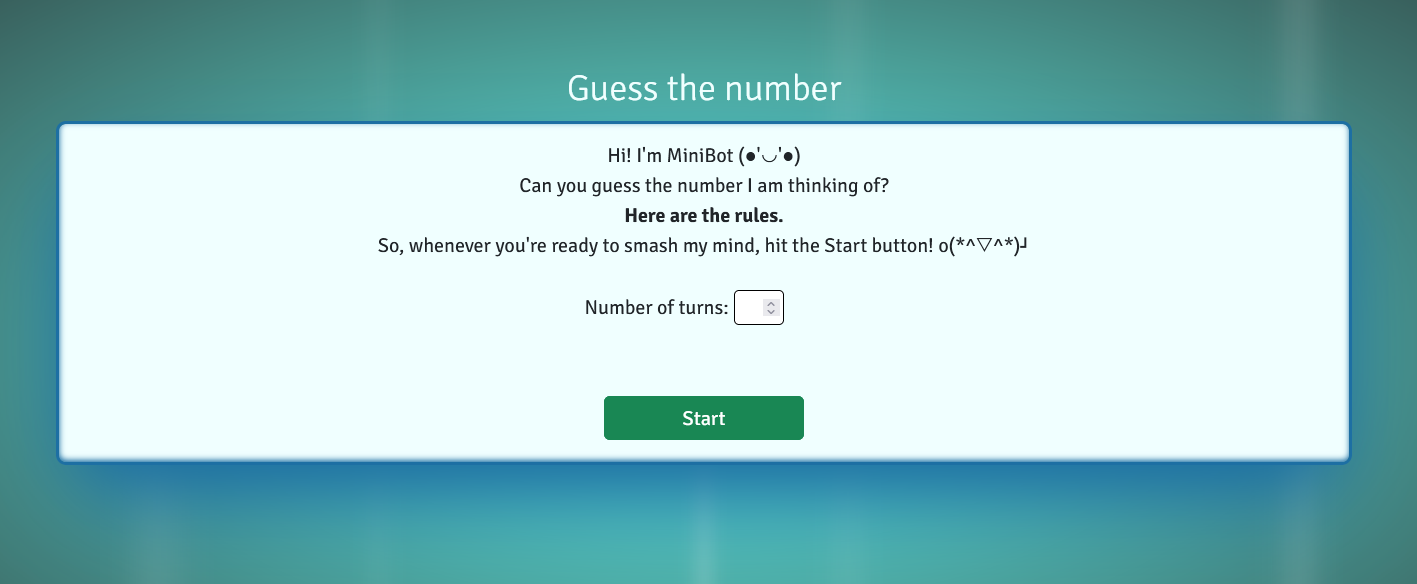 Guess the number
Hi! I'm MiniBot (●'◡'●)
Can you guess the number I am thinking of?
Here are the rules.
So, whenever you're ready to smash my mind, hit the Start button! o(*^▽^*)┛
Number of turns:
Start